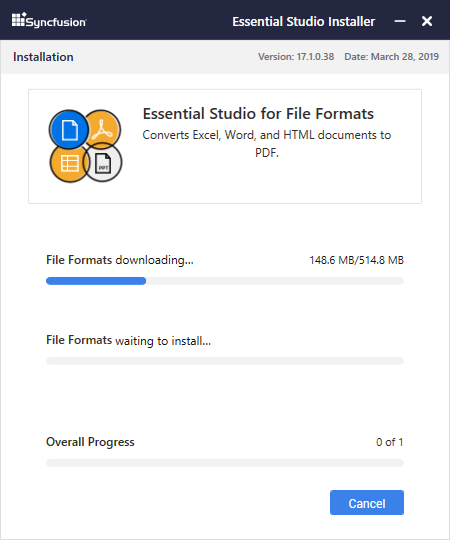 Syncfusion® Essential Studio Installer
Installation Version: 17.1.0.38 Date: March 28, 2019
Essential Studio for File Formats
Converts Excel, Word, and HTML documents to
PDF.
PPT
File Formats downloading... 148.6 MB/514.8 MB
File Formats waiting to install...
Overall Progress 0 of 1
Cancel